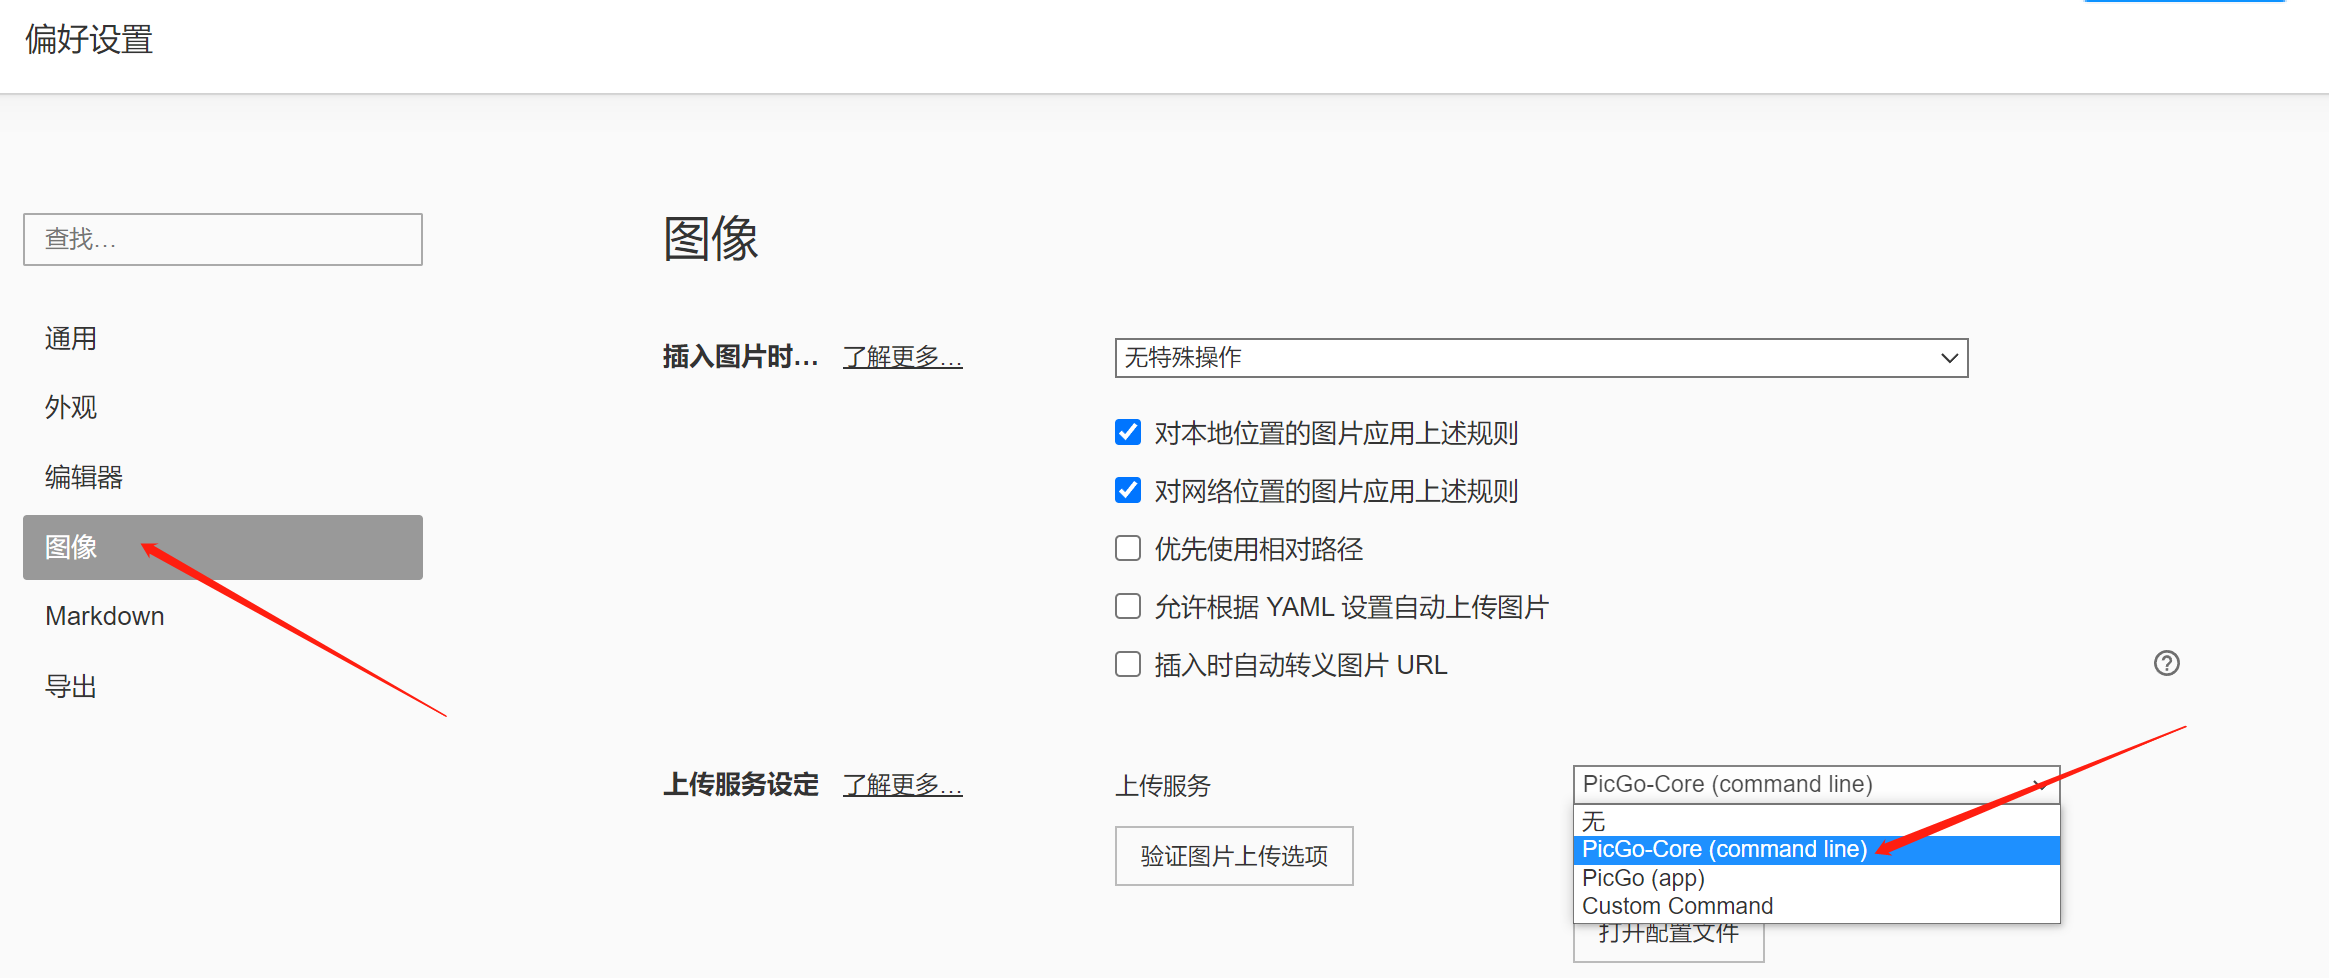 偏好设置
查找…
通用
外观
编辑器
图像
Markdown
导出
图像
插入图片时… 了解更多…
无特殊操作
对本地位置的图片应用上述规则
对网络位置的图片应用上述规则
优先使用相对路径
允许根据 YAML 设置自动上传图片
插入时自动转义图片 URL
上传服务设定 了解更多…
上传服务
PicGo-Core (command line)
无
PicGo-Core (command line)
PicGo (app)
Custom Command
验证图片上传选项
打开配置文件